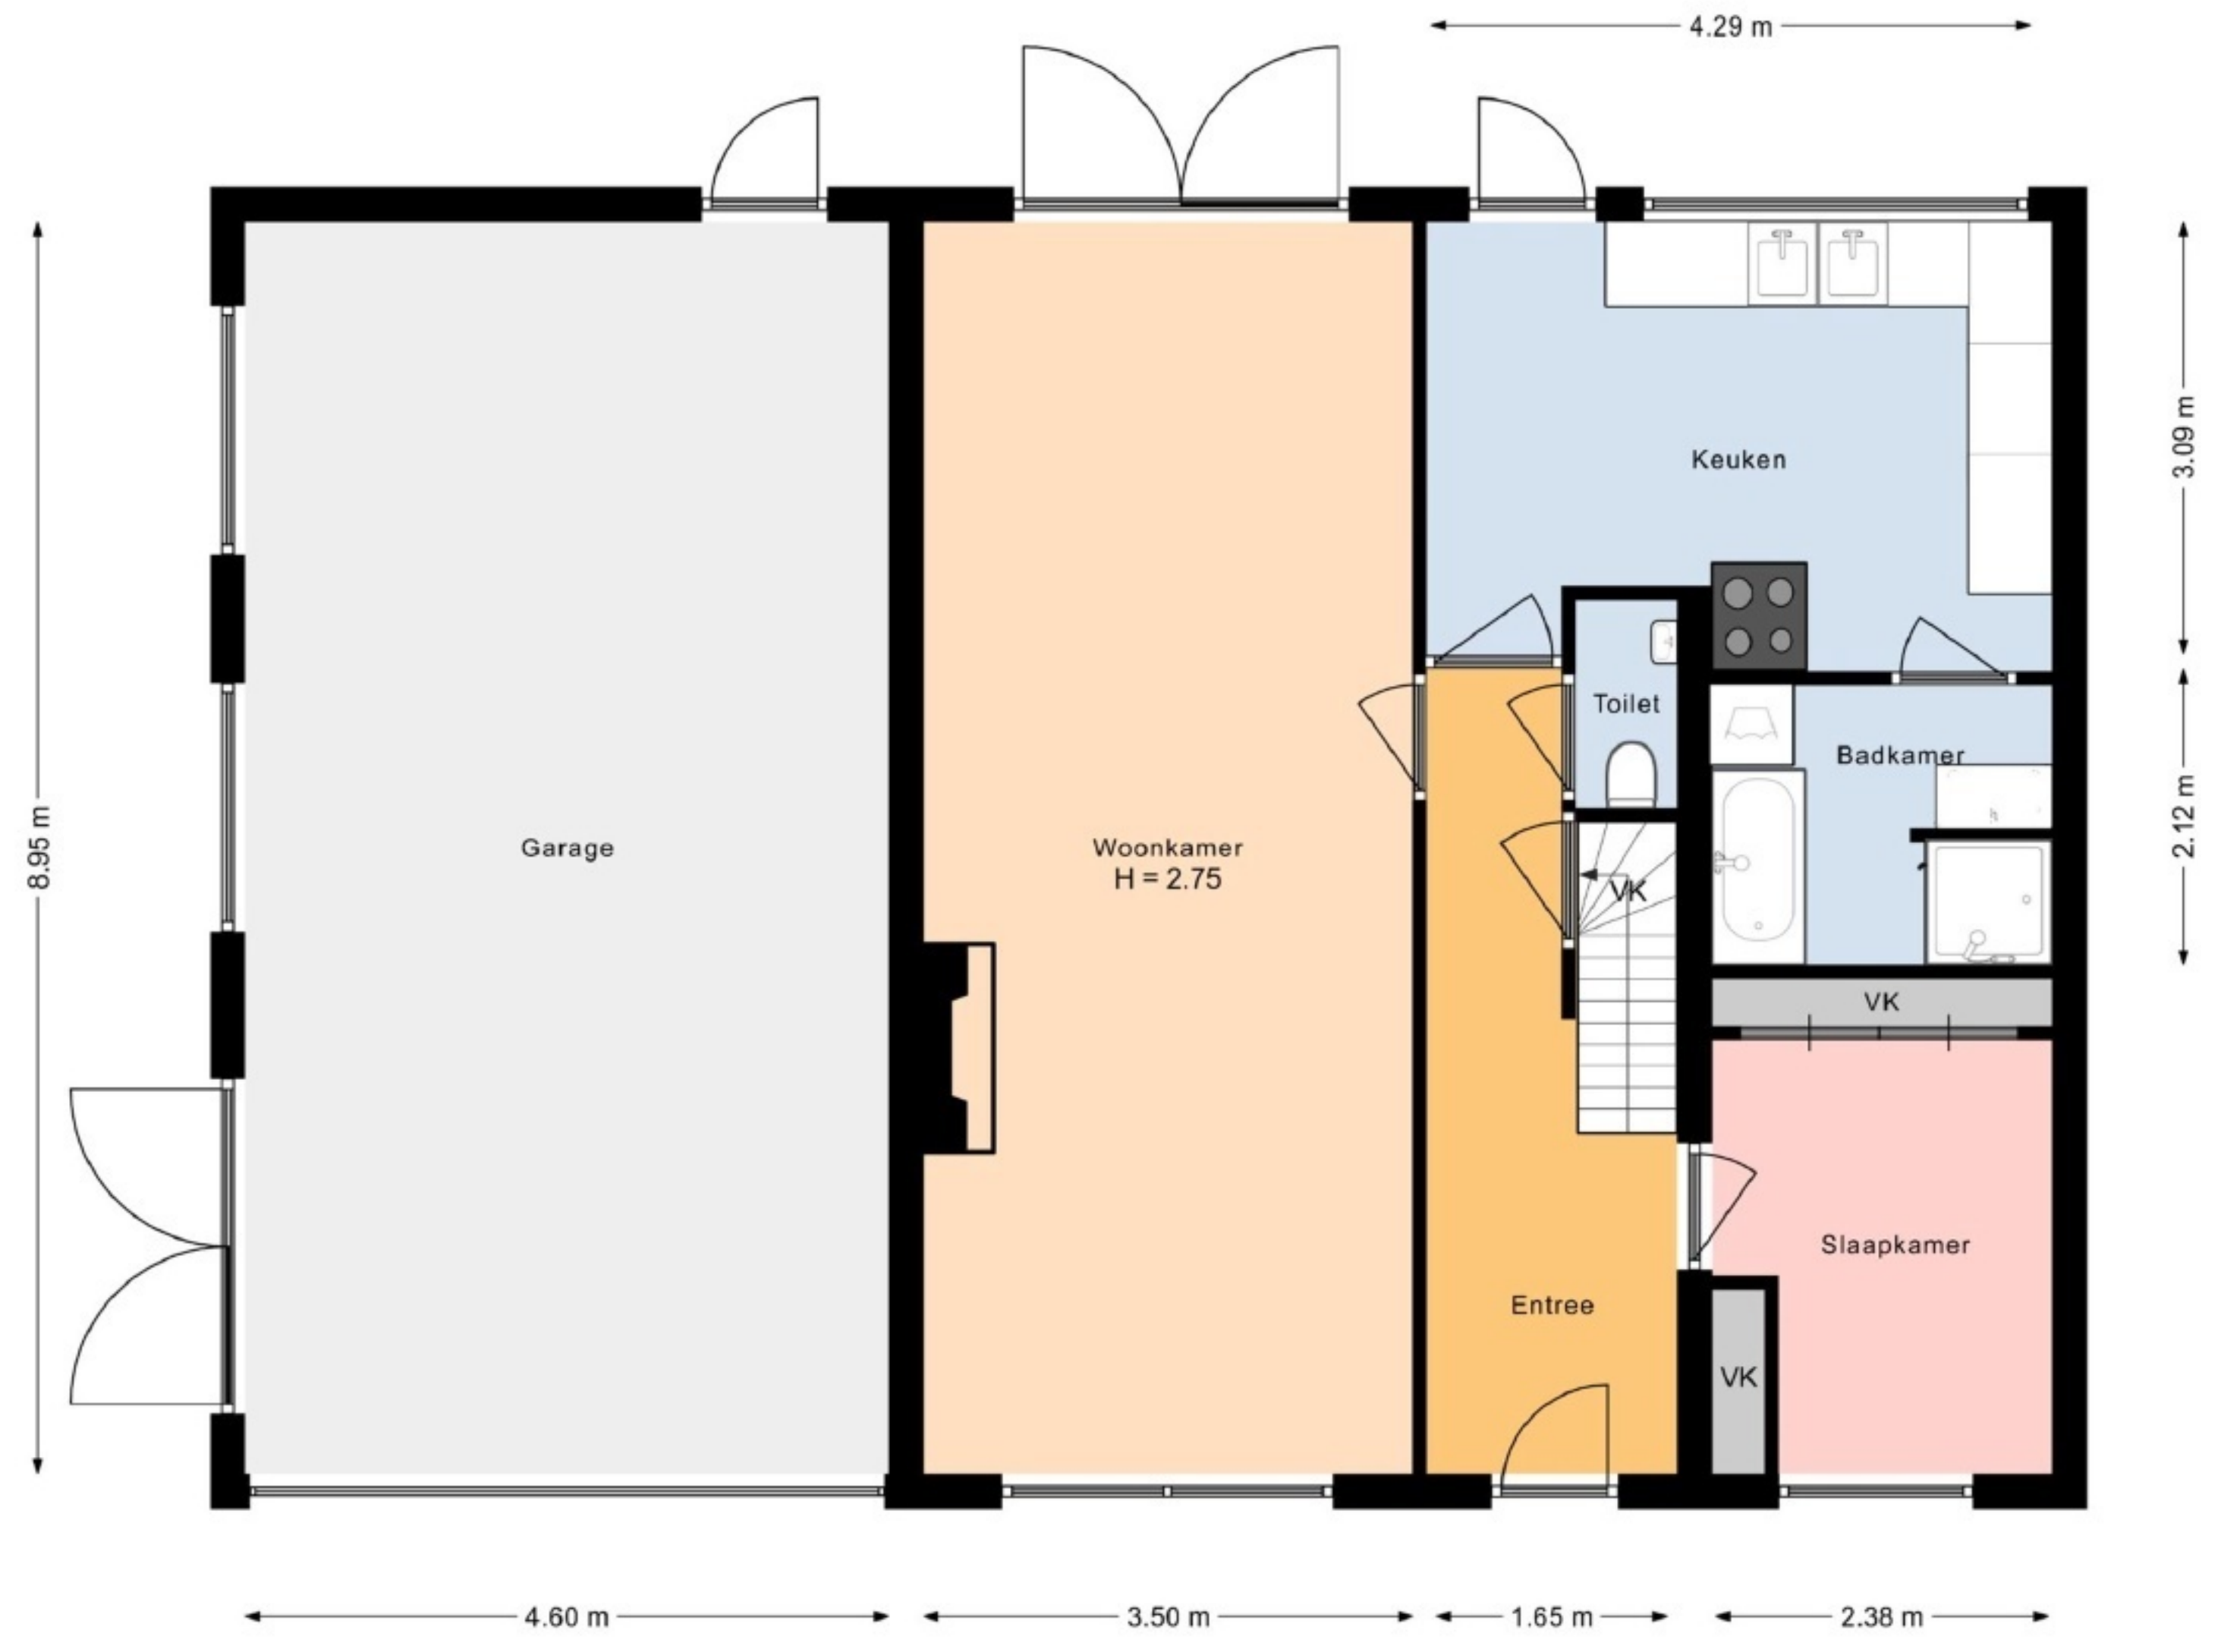 4.29 m
3.09 m
Keuken
Toilet
Badkamer
2.12 m
8.95 m
Garage
Woonkamer
H = 2.75
VK
VK
Slaapkamer
Entree
VK
4.60 m
3.50 m
1.65 m
2.38 m